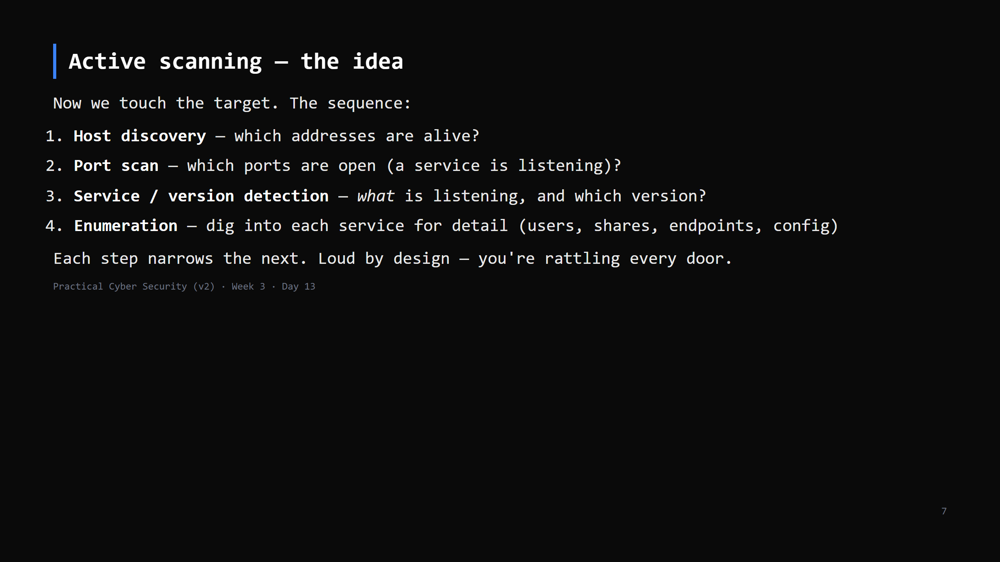 Active scanning — the idea
Now we touch the target. The sequence:
1. Host discovery — which addresses are alive?
2. Port scan — which ports are open (a service is listening)?
3. Service / version detection — what is listening, and which version?
4. Enumeration — dig into each service for detail (users, shares, endpoints, config)
Each step narrows the next. Loud by design — you're rattling every door.
Practical Cyber Security (v2) · Week 3 · Day 13
7